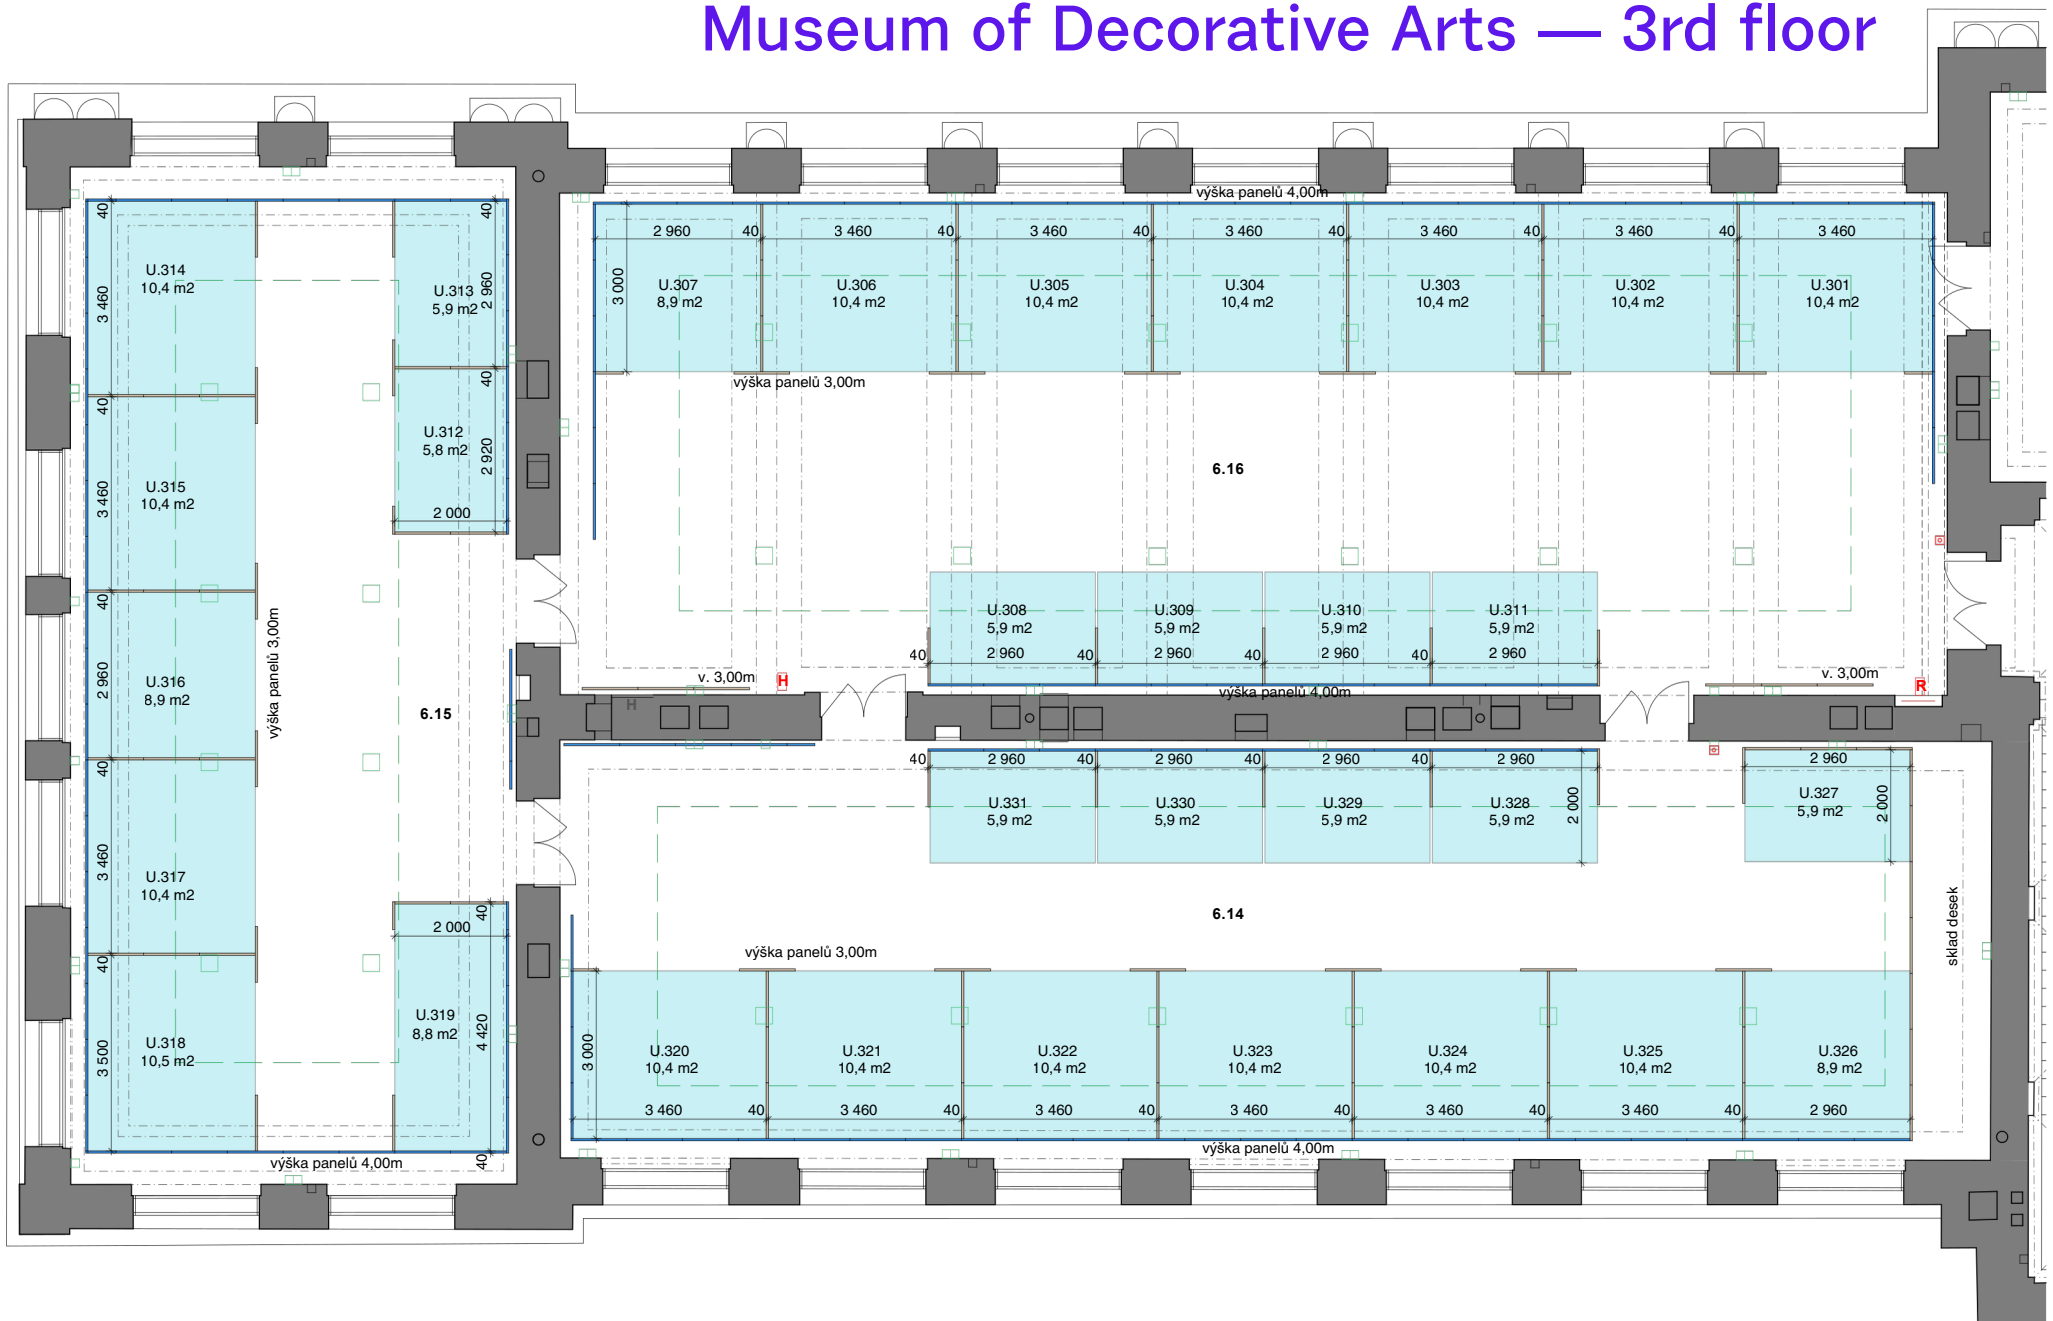 Museum of Decorative Arts — 3rd floor
výška panelů 4,00m
2 960 40 3 460 40 3 460 40 3 460 40 3 460 40 3 460 40 3 460
3 000
U.307
8,9 m2
U.306
10,4 m2
U.305
10,4 m2
U.304
10,4 m2
U.303
10,4 m2
U.302
10,4 m2
U.301
10,4 m2
výška panelů 3,00m
6.16
U.308
5,9 m2
U.309
5,9 m2
U.310
5,9 m2
U.311
5,9 m2
40 2 960 40 2 960 40 2 960 40 2 960
v. 3,00m
H
H
výška panelů 4,00m
v. 3,00m
R
40
3 460
U.314
10,4 m2
40
3 460
U.315
10,4 m2
40
2 960
U.316
8,9 m2
40
3 460
U.317
10,4 m2
40
3 500
U.318
10,5 m2
výška panelů 3,00m
40
2 960
U.313
5,9 m2
40
2 920
U.312
5,8 m2
2 000
6.15
40
2 000
U.319
8,8 m2
4 420
40
výška panelů 4,00m
40 2 960 40 2 960 40 2 960 40 2 960
2 960
U.331
5,9 m2
U.330
5,9 m2
U.329
5,9 m2
U.328
5,9 m2
2 000
U.327
5,9 m2
2 000
6.14
sklad desek
výška panelů 3,00m
3 000
U.320
10,4 m2
U.321
10,4 m2
U.322
10,4 m2
U.323
10,4 m2
U.324
10,4 m2
U.325
10,4 m2
U.326
8,9 m2
3 460 40 3 460 40 3 460 40 3 460 40 3 460 40 3 460 40 2 960
výška panelů 4,00m